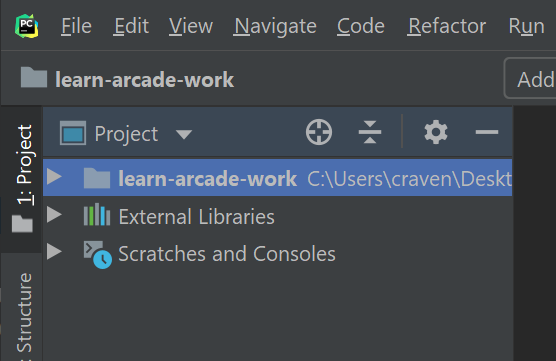 PC
File Edit View Navigate Code Refactor Run
learn-arcade-work
Add
1: Project
Project
learn-arcade-work C:\Users\craven\Deskt
External Libraries
Scratches and Consoles
Structure